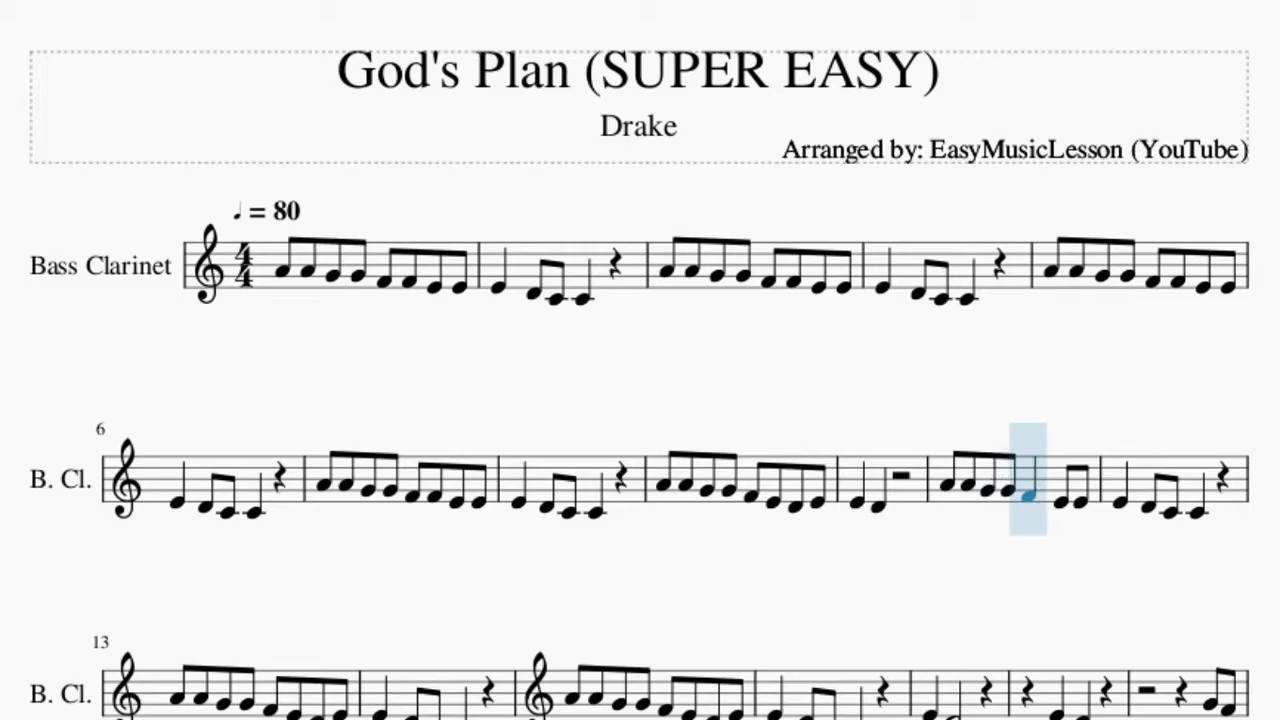 God's Plan (SUPER EASY)
Drake
Arranged by: EasyMusicLesson (YouTube)
♩ = 80
Bass Clarinet
4
4
6
B. Cl.
13
B. Cl.